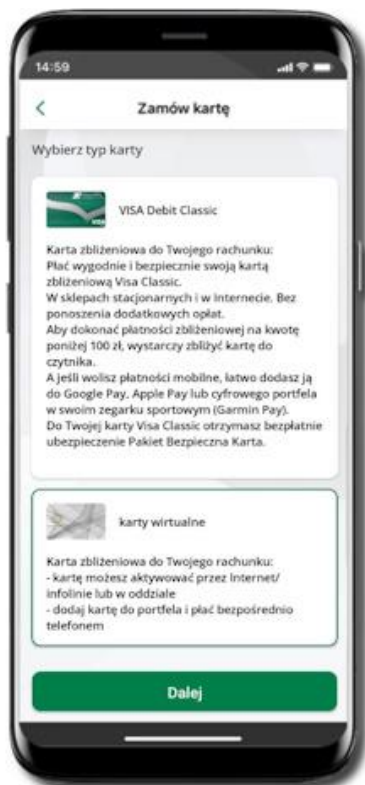 14:59
Zamów kartę
Wybierz typ karty
VISA
VISA Debit Classic
Karta zbliżeniowa do Twojego rachunku:
Płać wygodnie i bezpiecznie swoją kartą
zbliżeniową Visa Classic.
W sklepach stacjonarnych i w Internecie. Bez
ponoszenia dodatkowych opłat.
Aby dokonać płatności zbliżeniowej na kwotę
poniżej 100 zł, wystarczy zbliżyć kartę do
czytnika.
A jeśli wolisz płatności mobilne, łatwo dodasz ją
do Google Pay, Apple Pay lub cyfrowego portfela
w swoim zegarku sportowym (Garmin Pay).
Do Twojej karty Visa Classic otrzymasz bezpłatnie
ubezpieczenie Pakiet Bezpieczna Karta.
karty wirtualne
Karta zbliżeniowa do Twojego rachunku:
- kartę możesz aktywować przez Internet/
infolinie lub w oddziale
- dodaj kartę do portfela i płać bezpośrednio
telefonem
Dalej